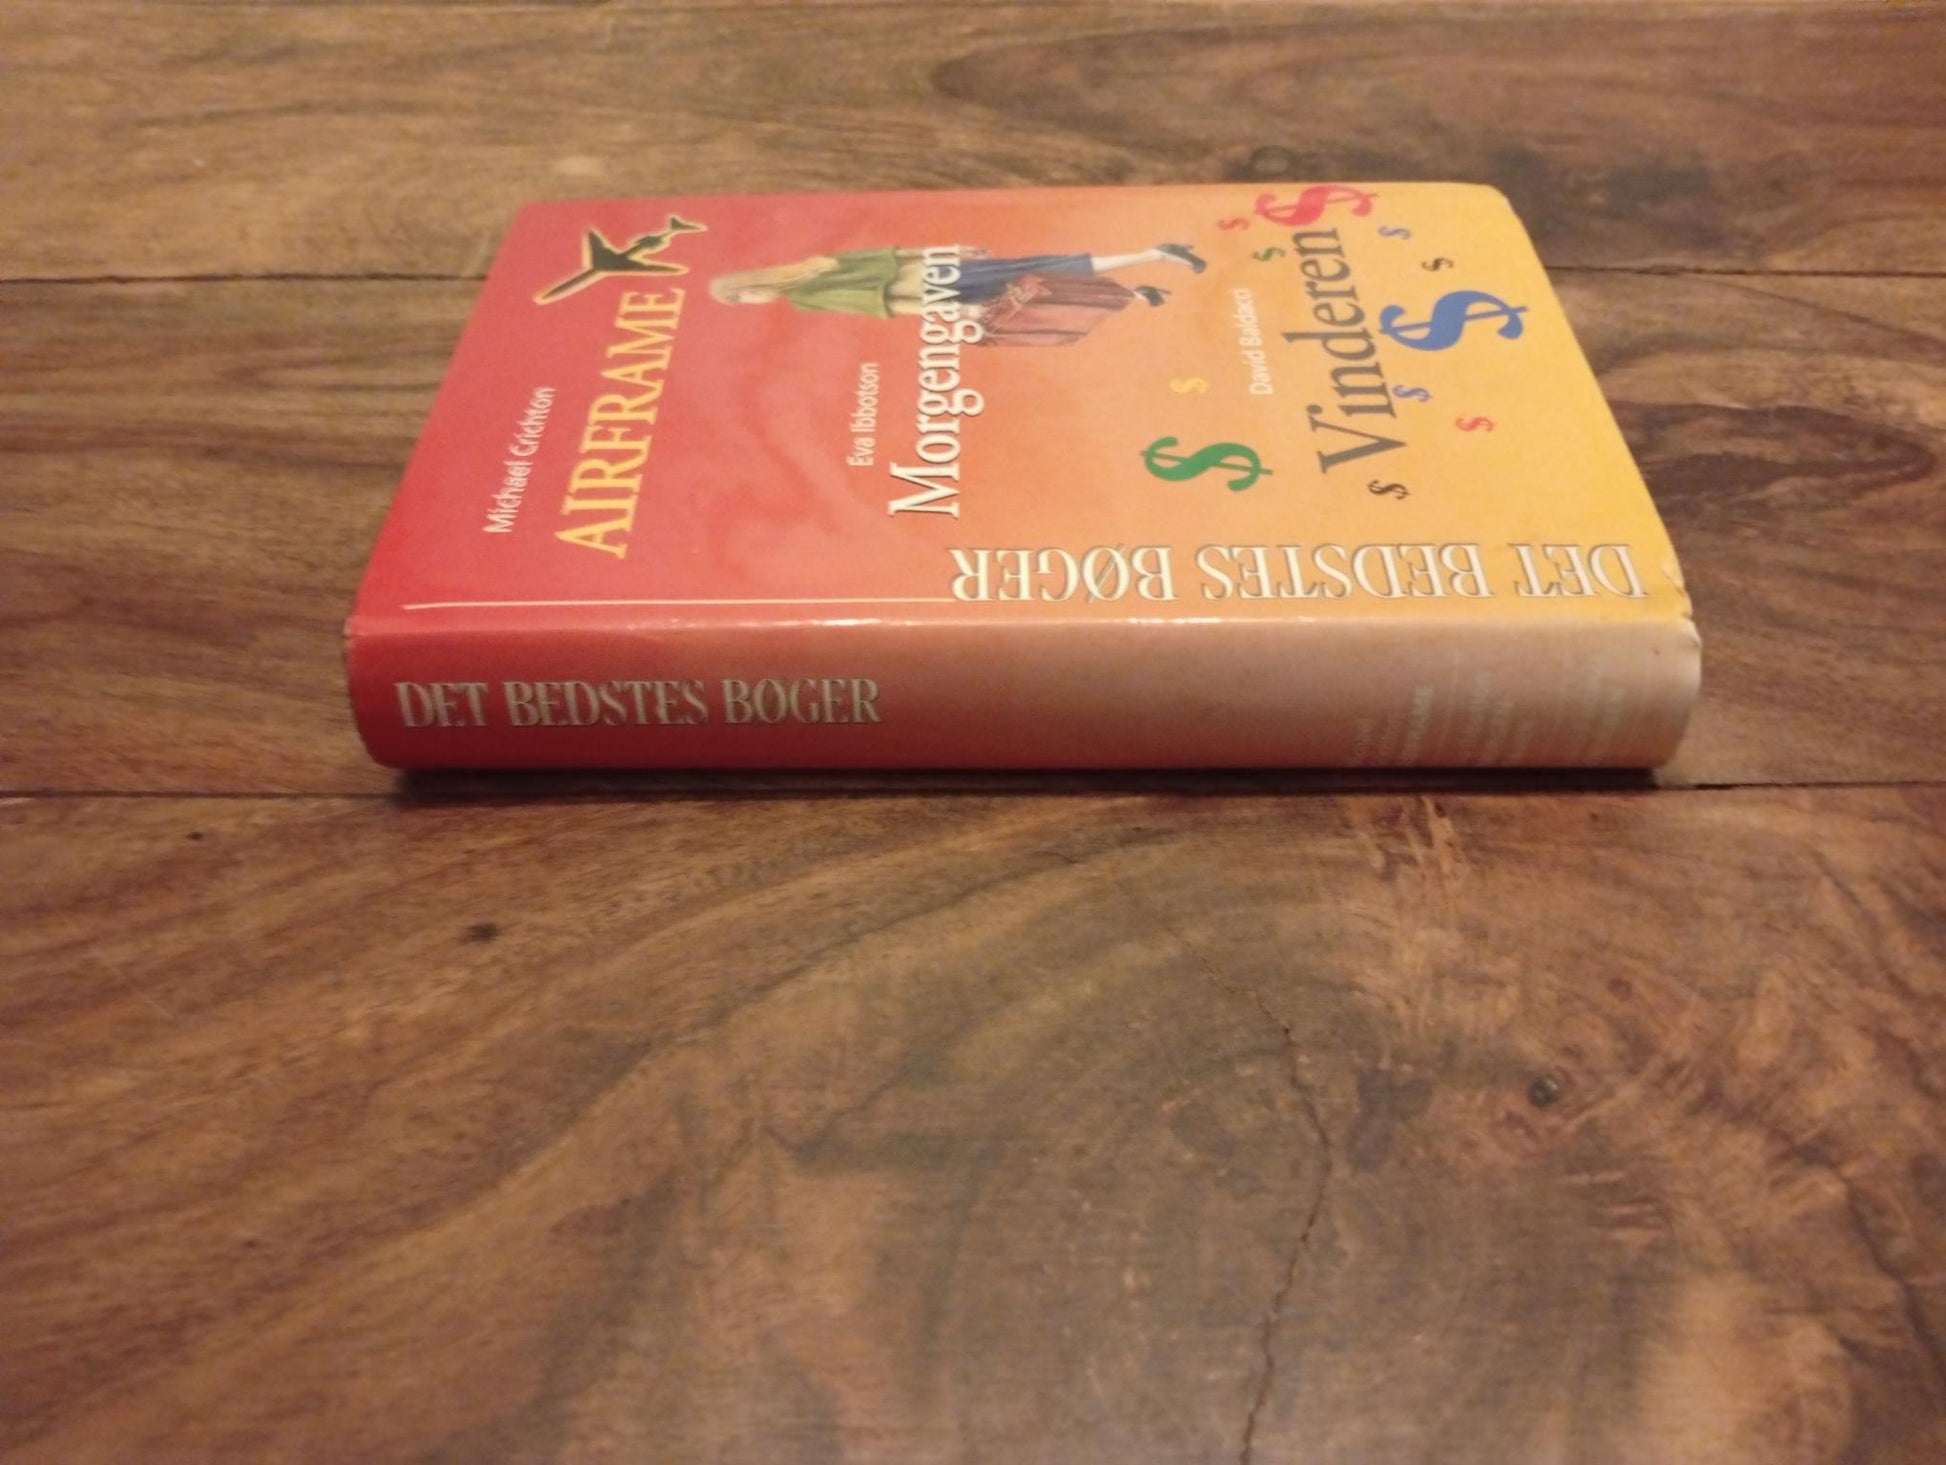 Michael Crichton
AIRFRAME
Eva Ibbotson
Morgengaven
David Baldacci
Vinderen
DET BEDSTES BØGER
DET BEDSTES BØGER